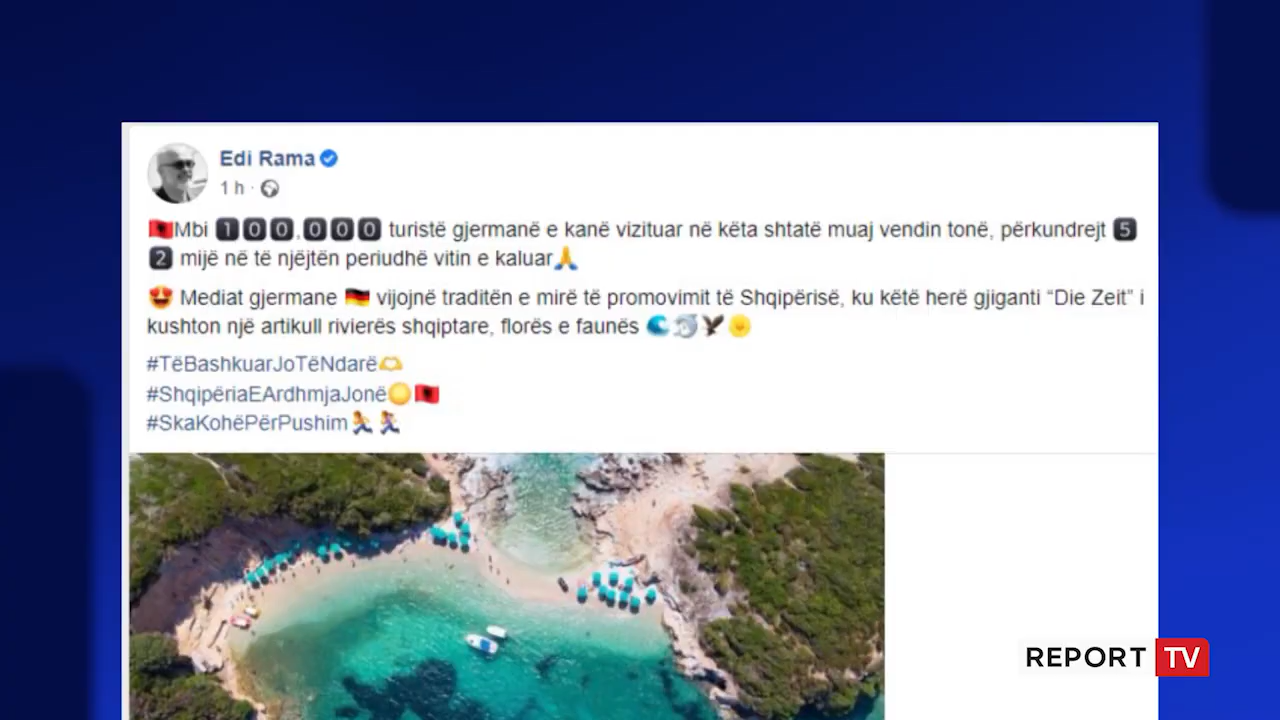 Edi Rama
1 h ·
🇦🇱Mbi 1️⃣0️⃣0️⃣.0️⃣0️⃣0️⃣ turistë gjermanë e kanë vizituar në këta shtatë muaj vendin tonë, përkundrejt 5️⃣
2️⃣ mijë në të njëjtën periudhë vitin e kaluar🙏
😍 Mediat gjermane 🇩🇪 vijojnë traditën e mirë të promovimit të Shqipërisë, ku këtë herë gjiganti “Die Zeit” i
kushton një artikull rivierës shqiptare, florës e faunës 🌊🐬🦅🌞
#TëBashkuarJoTëNdarë🫶
#ShqipëriaEArdhmjaJonë🌕🇦🇱
#SkaKohëPërPushim🏃🏃‍♀️
REPORT TV